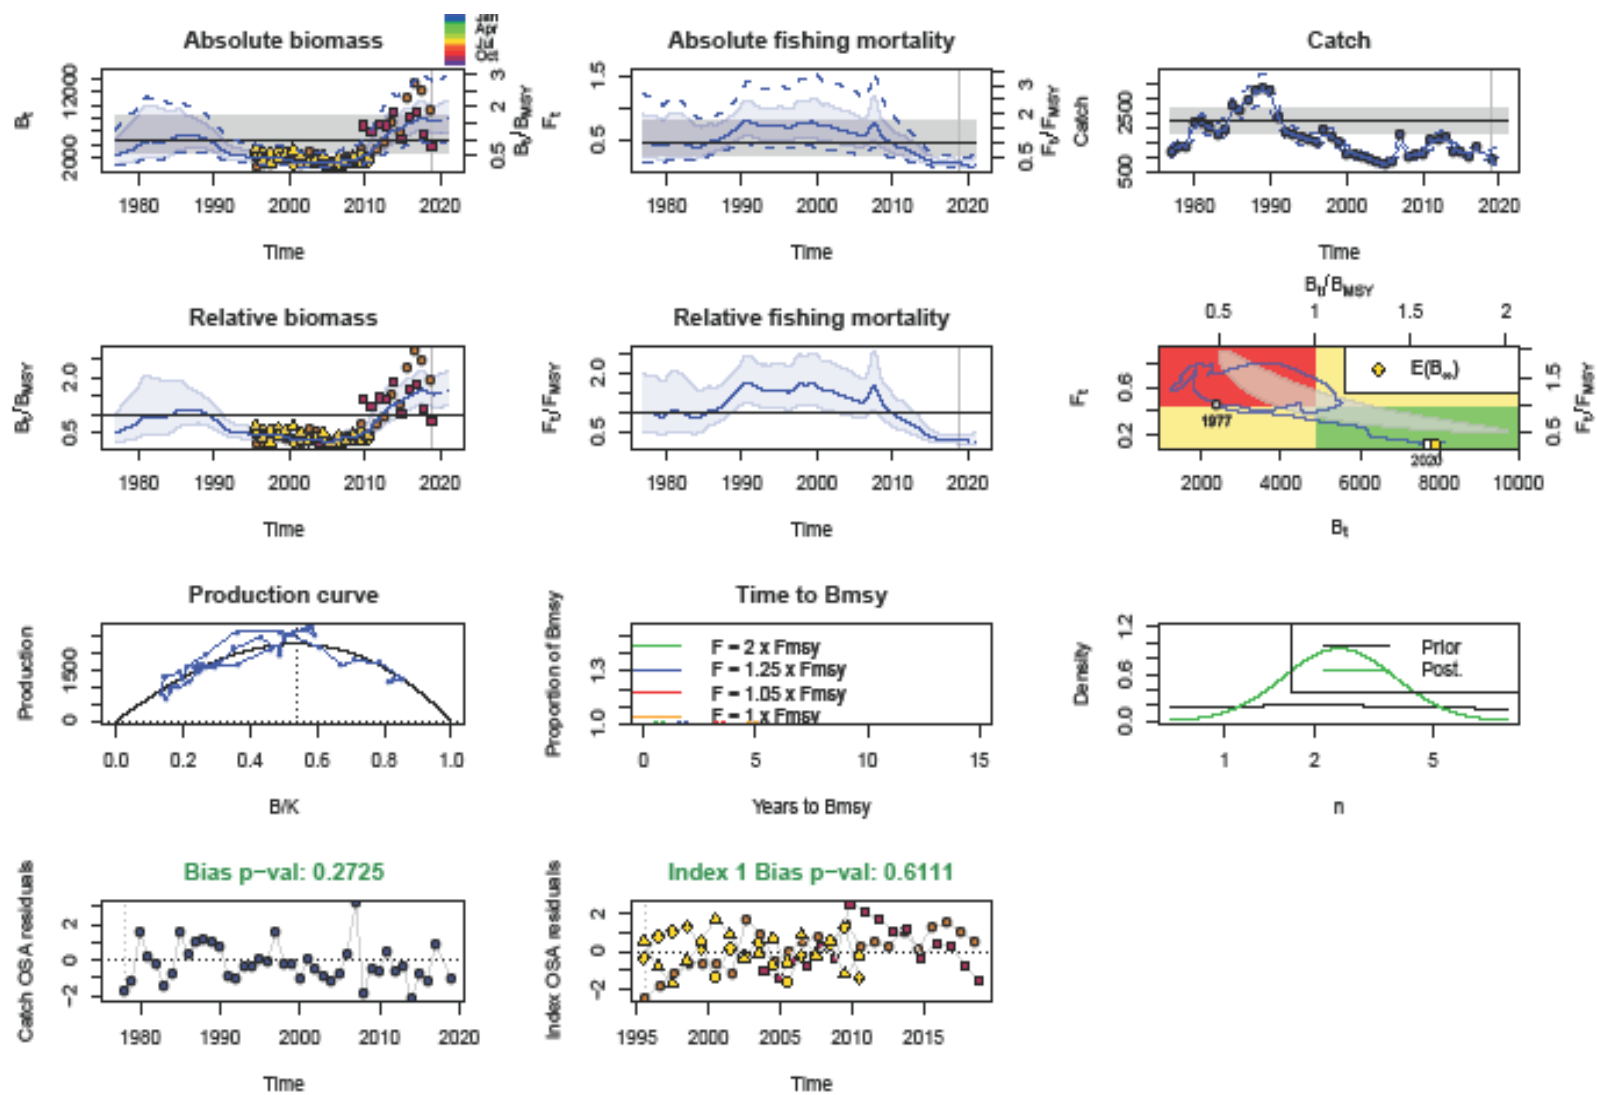 Jan
Apr
Jul
Oct
Absolute biomass
Absolute fishing mortality
Catch
B_t
2000 12000
0.5 1 2 3
B_t/B_MSY
1980 1990 2000 2010 2020
Time
F_t
0.5 1.5
0.5 1 2 3
F_t/F_MSY
1980 1990 2000 2010 2020
Time
Catch
500 2500
1980 1990 2000 2010 2020
Time
Relative biomass
Relative fishing mortality
B_t/B_MSY
0.5 2.0
1980 1990 2000 2010 2020
Time
F_t/F_MSY
0.5 2.0
1980 1990 2000 2010 2020
Time
B_t/B_MSY
0.5 1 1.5 2
F_t
0.2 0.6
E(B_∞)
1977
2020
0.5 1.5
F_t/F_MSY
2000 4000 6000 8000 10000
B_t
Production curve
Production
0 1500
0.0 0.2 0.4 0.6 0.8 1.0
B/K
Time to Bmsy
Proportion of Bmsy
1.0 1.3
F = 2 x Fmsy
F = 1.25 x Fmsy
F = 1.05 x Fmsy
F = 1 x Fmsy
0 5 10 15
Years to Bmsy
Density
0.0 0.6 1.2
Prior
Post.
1 2 5
n
Bias p-val: 0.2725
Catch OSA residuals
-2 0 2
1980 1990 2000 2010 2020
Time
Index 1 Bias p-val: 0.6111
Index OSA residuals
-2 0 2
1995 2000 2005 2010 2015
Time